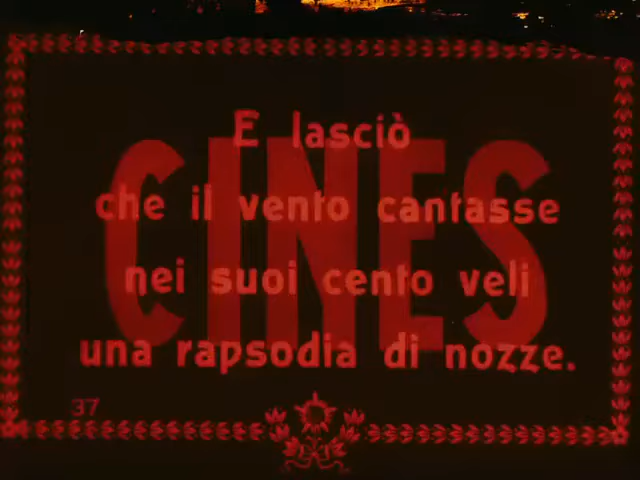 E lasciò
che il vento cantasse
CINES
nei suoi cento veli
una rapsodia di nozze.
37